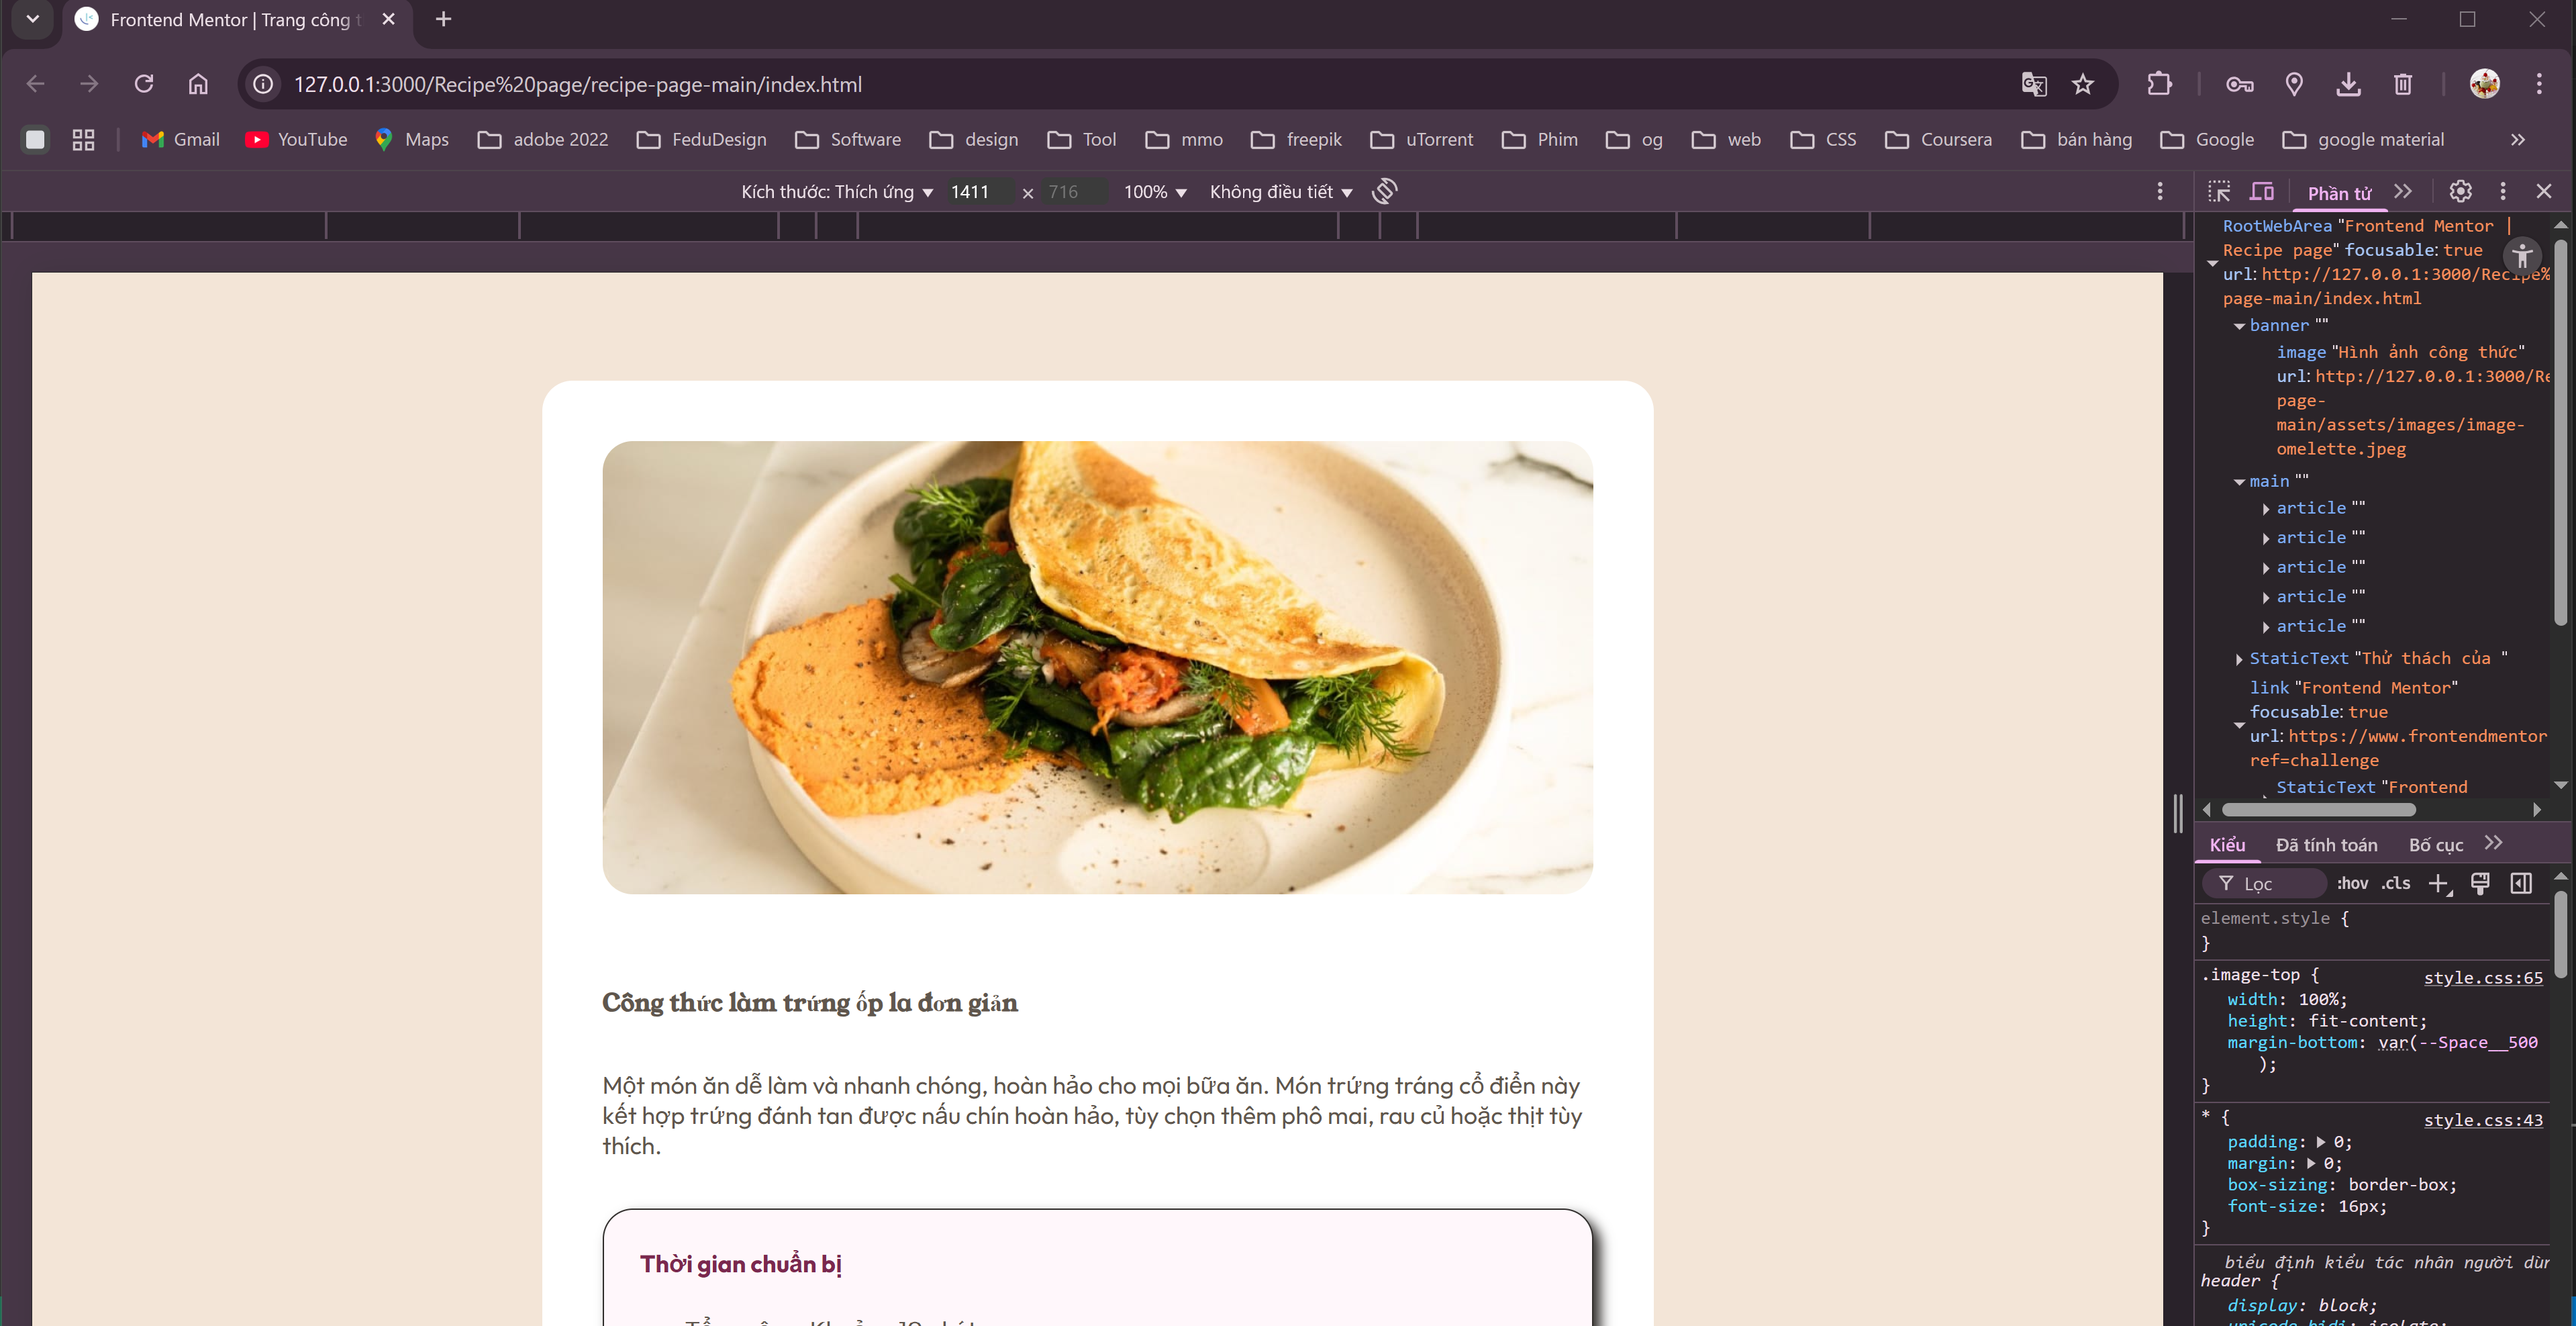 Frontend Mentor | Trang công t
127.0.0.1:3000/Recipe%20page/recipe-page-main/index.html
Gmail YouTube Maps adobe 2022 FeduDesign Software design Tool mmo freepik uTorrent Phim og web CSS Coursera bán hàng Google google material
Kích thước: Thích ứng 1411 × 716 100% Không điều tiết
Phần tử
RootWebArea "Frontend Mentor |
Recipe page" focusable: true
url: http://127.0.0.1:3000/Recipe%
page-main/index.html
banner ""
image "Hình ảnh công thức"
url: http://127.0.0.1:3000/Re
page-
main/assets/images/image-
omelette.jpeg
main ""
article ""
article ""
article ""
article ""
article ""
StaticText "Thử thách của "
link "Frontend Mentor"
focusable: true
url: https://www.frontendmentor
ref=challenge
StaticText "Frontend
Kiểu Đã tính toán Bố cục
Lọc :hov .cls
element.style {
}
.image-top { style.css:65
width: 100%;
height: fit-content;
margin-bottom: var(--Space__500
);
}
* { style.css:43
padding: 0;
margin: 0;
box-sizing: border-box;
font-size: 16px;
}
biểu định kiểu tác nhân người dùn
header {
display: block;
unicode-bidi: isolate;
Công thức làm trứng ốp la đơn giản
Một món ăn dễ làm và nhanh chóng, hoàn hảo cho mọi bữa ăn. Món trứng tráng cổ điển này
kết hợp trứng đánh tan được nấu chín hoàn hảo, tùy chọn thêm phô mai, rau củ hoặc thịt tùy
thích.
Thời gian chuẩn bị